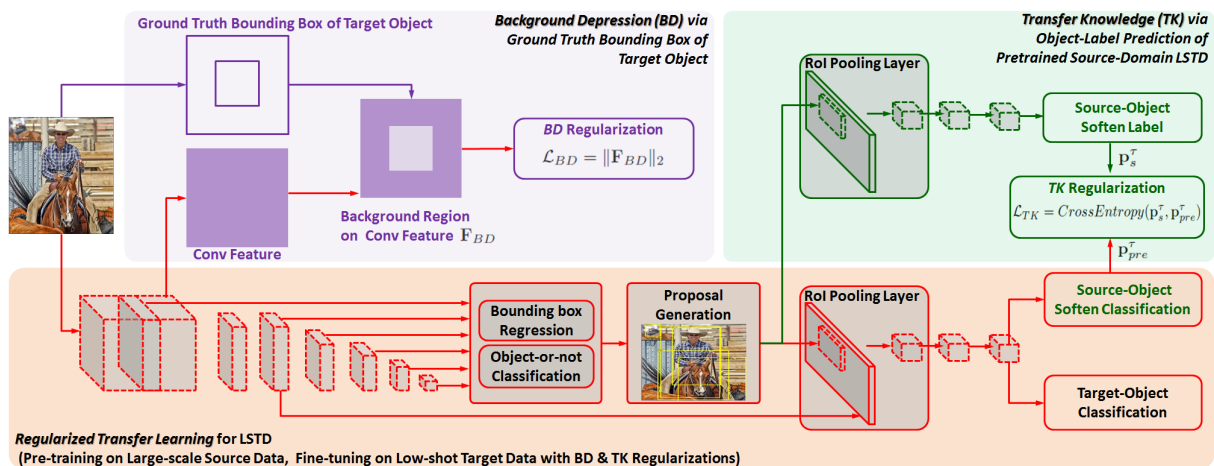 Ground Truth Bounding Box of Target Object
Background Depression (BD) via
Ground Truth Bounding Box of
Target Object
BD Regularization
𝓛_BD = ||F_BD||_2
Background Region
on Conv Feature F_BD
Conv Feature
Transfer Knowledge (TK) via
Object-Label Prediction of
Pretrained Source-Domain LSTD
RoI Pooling Layer
Source-Object
Soften Label
p_s^τ
TK Regularization
𝓛_TK = CrossEntropy(p_s^τ, p_pre^τ)
p_pre^τ
Bounding box
Regression
Object-or-not
Classification
Proposal
Generation
RoI Pooling Layer
Source-Object
Soften Classification
Target-Object
Classification
Regularized Transfer Learning for LSTD
(Pre-training on Large-scale Source Data, Fine-tuning on Low-shot Target Data with BD & TK Regularizations)